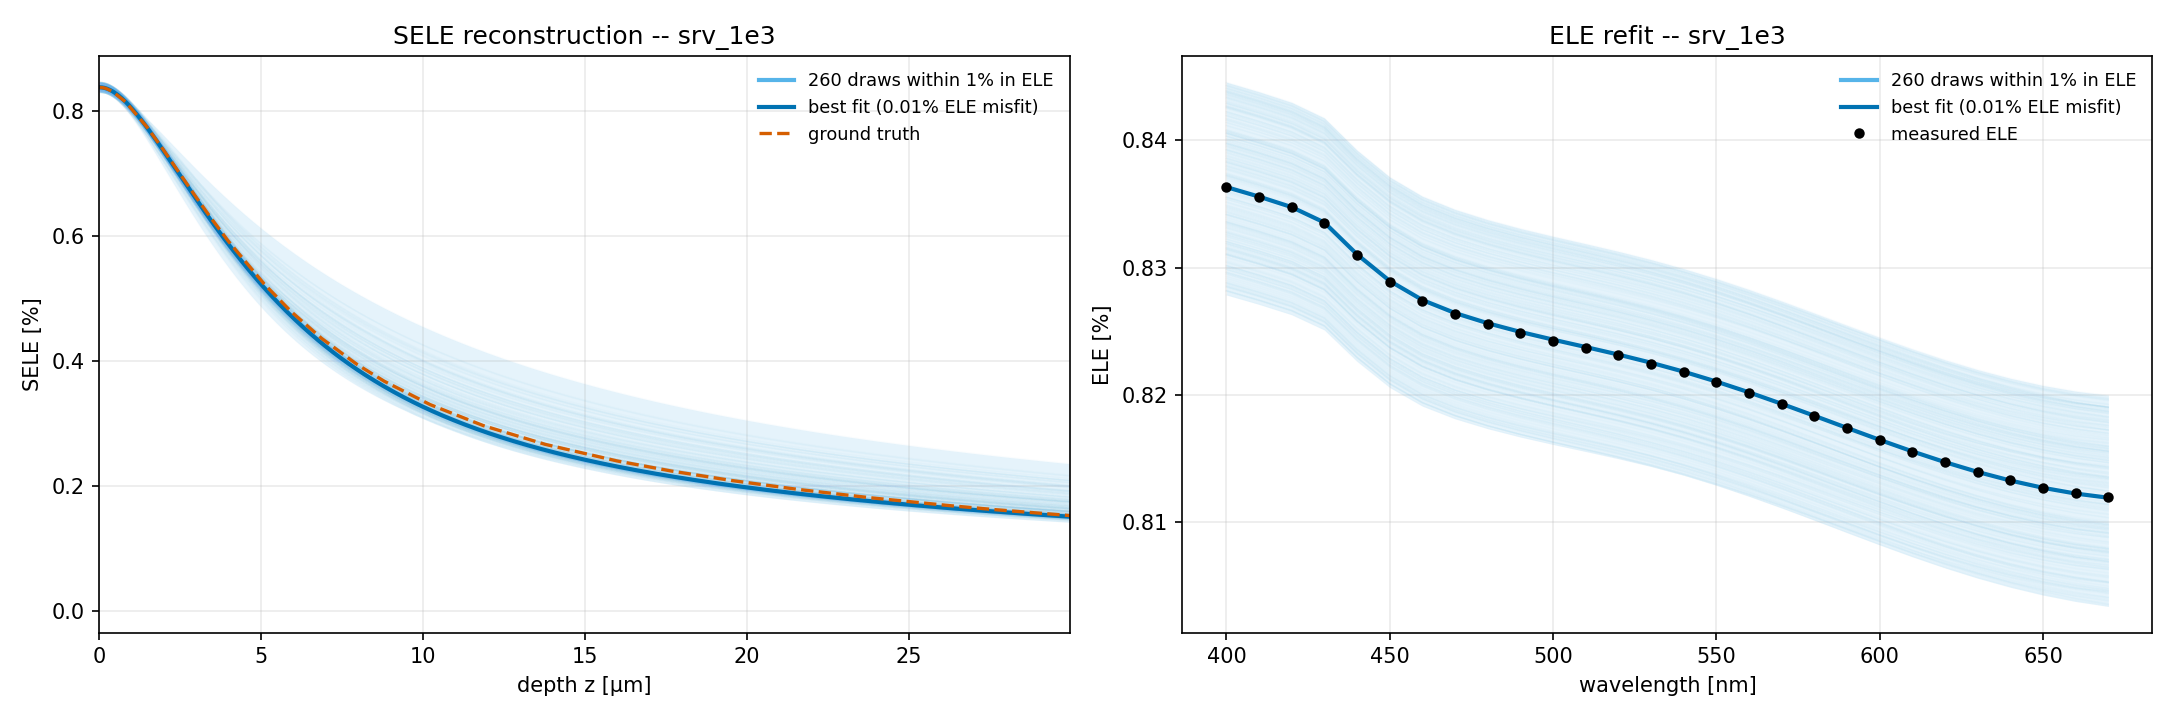 SELE reconstruction -- srv_1e3
260 draws within 1% in ELE
best fit (0.01% ELE misfit)
ground truth
SELE [%]
0.8
0.6
0.4
0.2
0.0
0 5 10 15 20 25
depth z [μm]
ELE refit -- srv_1e3
260 draws within 1% in ELE
best fit (0.01% ELE misfit)
measured ELE
ELE [%]
0.84
0.83
0.82
0.81
400 450 500 550 600 650
wavelength [nm]